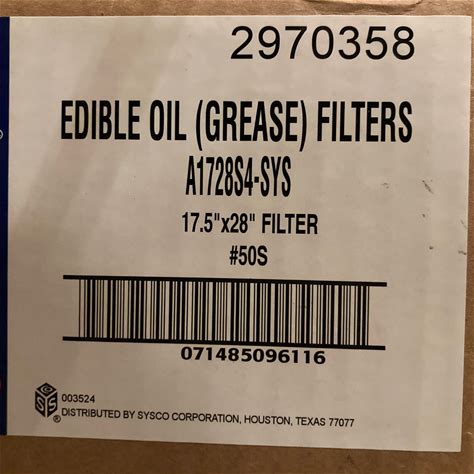 2970358
EDIBLE OIL (GREASE) FILTERS
A1728S4-SYS
17.5"x28" FILTER
#50S
071485096116
003524
DISTRIBUTED BY SYSCO CORPORATION, HOUSTON, TEXAS 77077